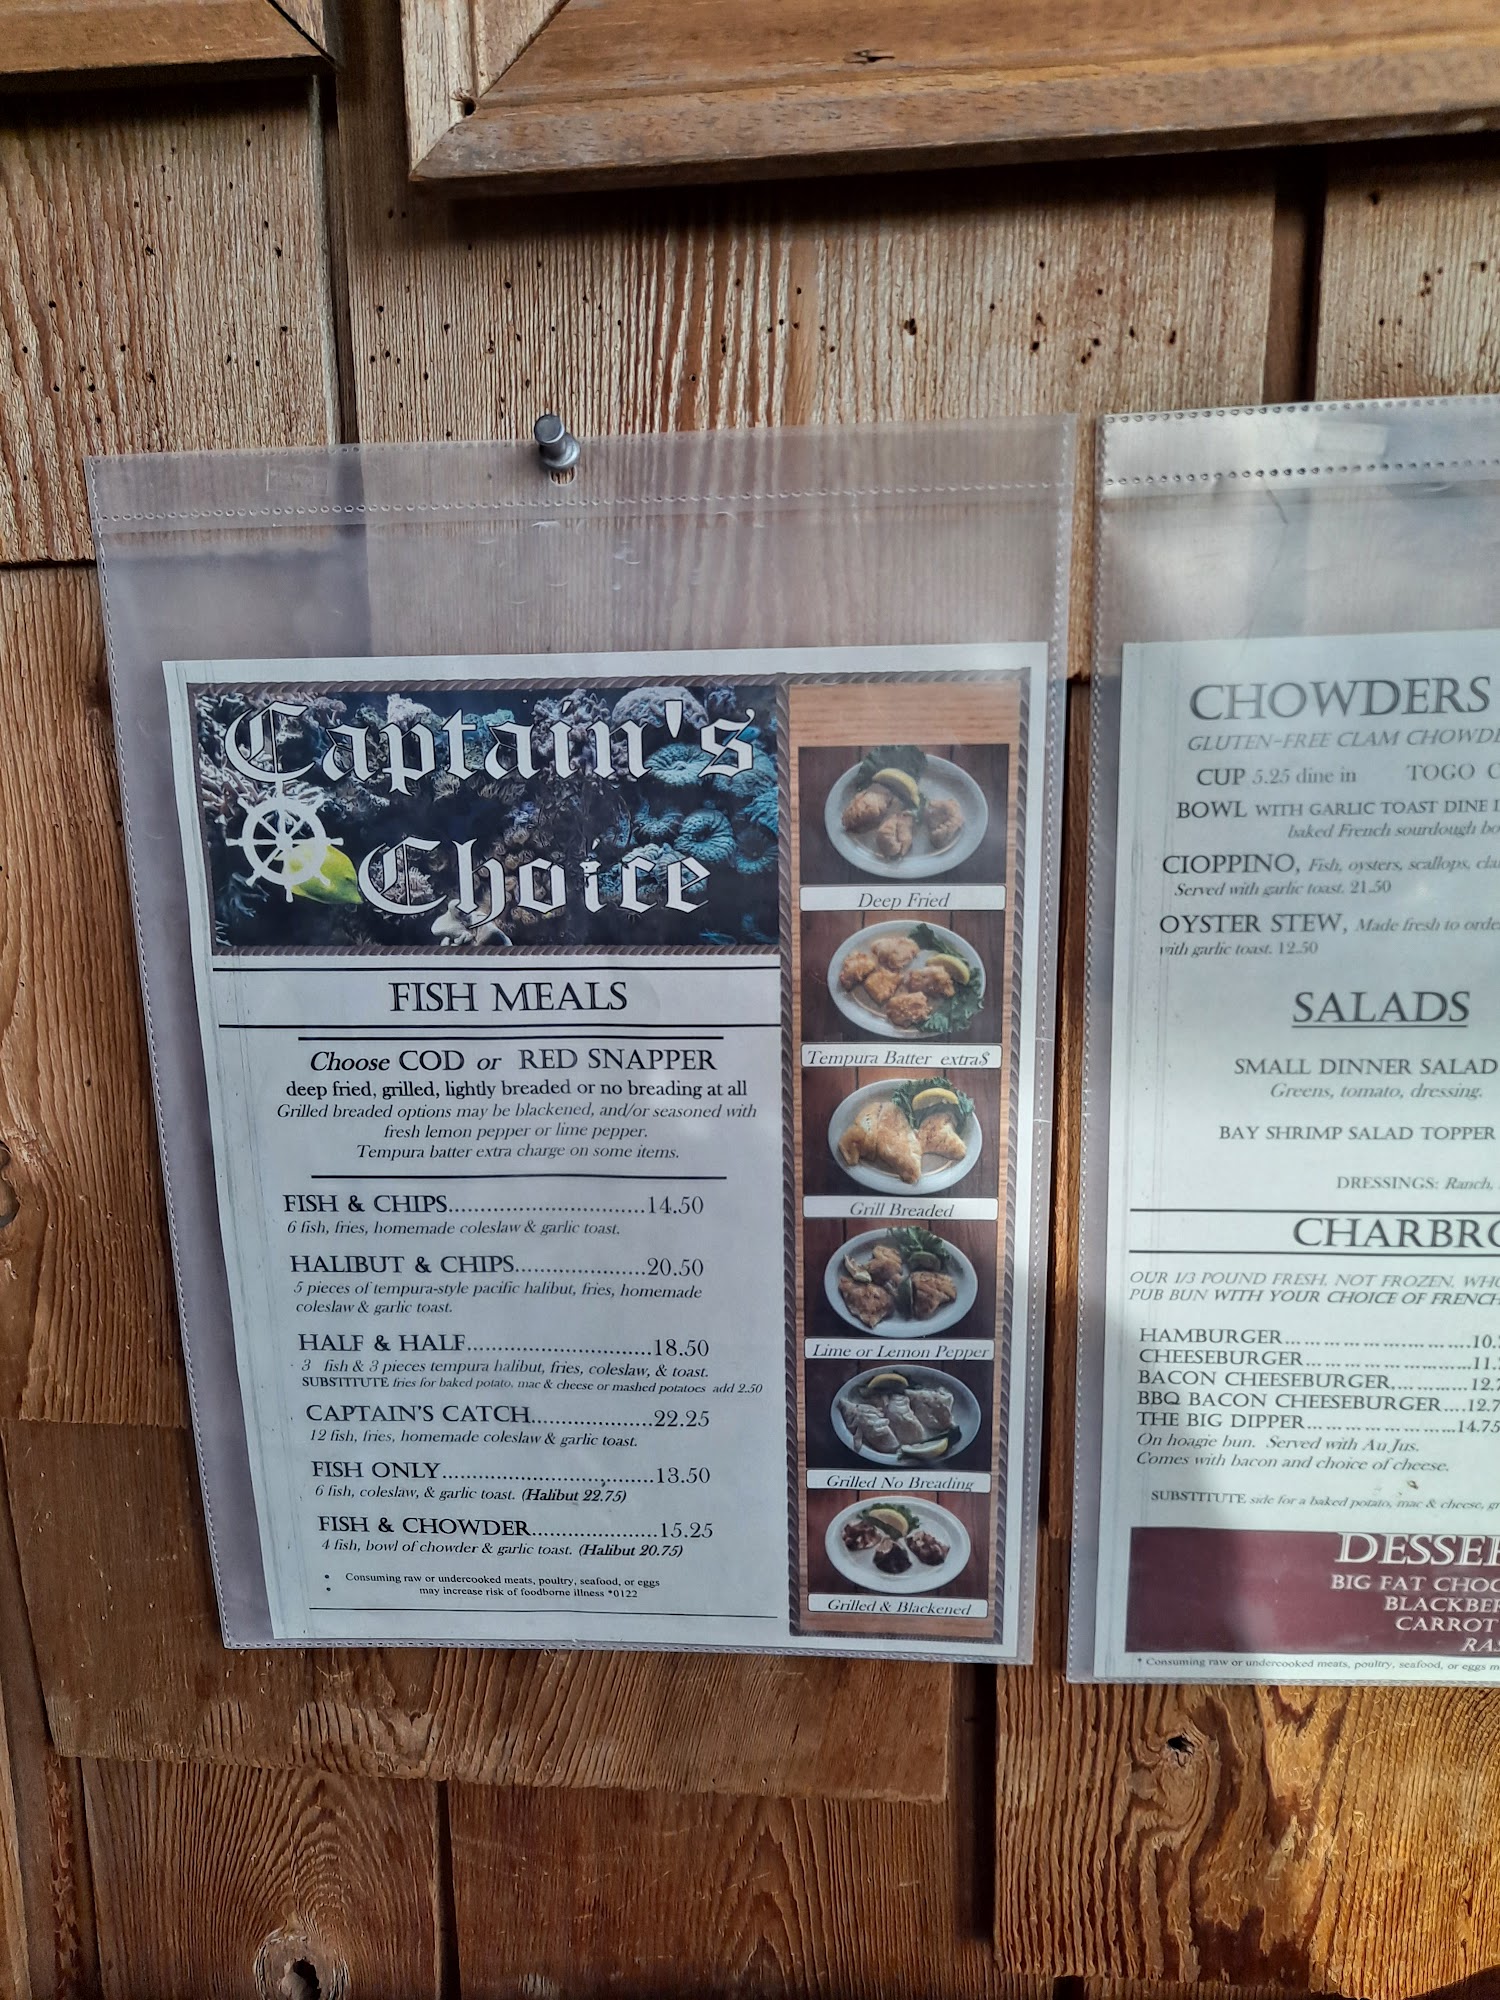 Captain's
Choice
FISH MEALS
Choose COD or RED SNAPPER
deep fried, grilled, lightly breaded or no breading at all
Grilled breaded options may be blackened, and/or seasoned with
fresh lemon pepper or lime pepper.
Tempura batter extra charge on some items.
FISH & CHIPS..............................14.50
6 fish, fries, homemade coleslaw & garlic toast.
HALIBUT & CHIPS....................20.50
5 pieces of tempura-style pacific halibut, fries, homemade
coleslaw & garlic toast.
HALF & HALF............................18.50
3 fish & 3 pieces tempura halibut, fries, coleslaw, & toast.
SUBSTITUTE fries for baked potato, mac & cheese or mashed potatoes add 2.50
CAPTAIN'S CATCH...................22.25
12 fish, fries, homemade coleslaw & garlic toast.
FISH ONLY.................................13.50
6 fish, coleslaw, & garlic toast. (Halibut 22.75)
FISH & CHOWDER....................15.25
4 fish, bowl of chowder & garlic toast. (Halibut 20.75)
• Consuming raw or undercooked meats, poultry, seafood, or eggs
• may increase risk of foodborne illness *0122
Deep Fried
Tempura Batter extra$
Grill Breaded
Lime or Lemon Pepper
Grilled No Breading
Grilled & Blackened
CHOWDERS
GLUTEN-FREE CLAM
CUP 5.25 dine in TOGO
BOWL WITH GARLIC TOAST DINE
baked French sourdough
CIOPPINO, Fish, oysters, scallops,
Served with garlic toast. 21.50
OYSTER STEW, Made fresh to
with garlic toast. 12.50
SALADS
SMALL DINNER SALAD
Greens, tomato, dressing.
BAY SHRIMP SALAD TOPPER
DRESSINGS: Ranch,
OUR 1/3 POUND FRESH, NOT FROZEN,
PUB BUN WITH YOUR CHOICE OF FRENCH
HAMBURGER
CHEESEBURGER
BACON CHEESEBURGER
BBQ BACON CHEESEBURGER
THE BIG DIPPER...........................14.75
On hoagie bun. Served with Au Jus.
Comes with bacon and choice of cheese.
SUBSTITUTE side for a baked potato, mac & cheese,
BIG FAT
CARROT
* Consuming raw or undercooked meats, poultry, seafood, or eggs